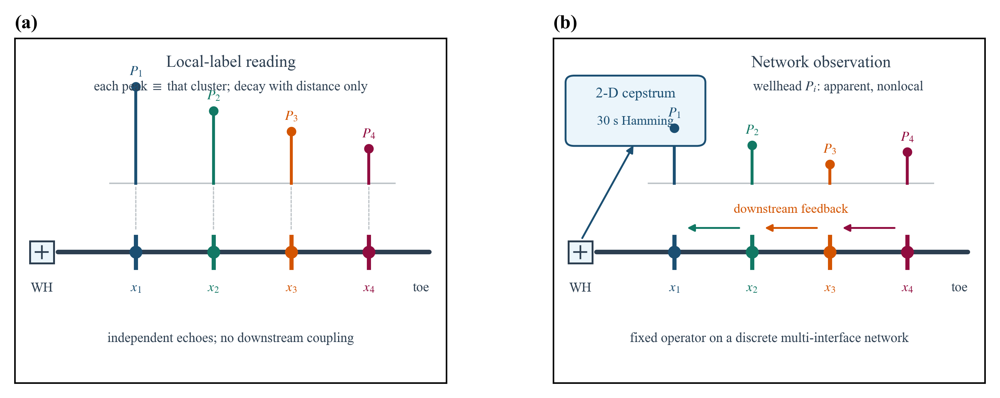 (a)
Local-label reading
P₁
each peak ≡ that cluster; decay with distance only
P₂
P₃
P₄
WH
x₁
x₂
x₃
x₄
toe
independent echoes; no downstream coupling
(b)
Network observation
wellhead Pᵢ: apparent, nonlocal
2-D cepstrum
P₁
30 s Hamming
P₂
P₃
P₄
downstream feedback
WH
x₁
x₂
x₃
x₄
toe
fixed operator on a discrete multi-interface network